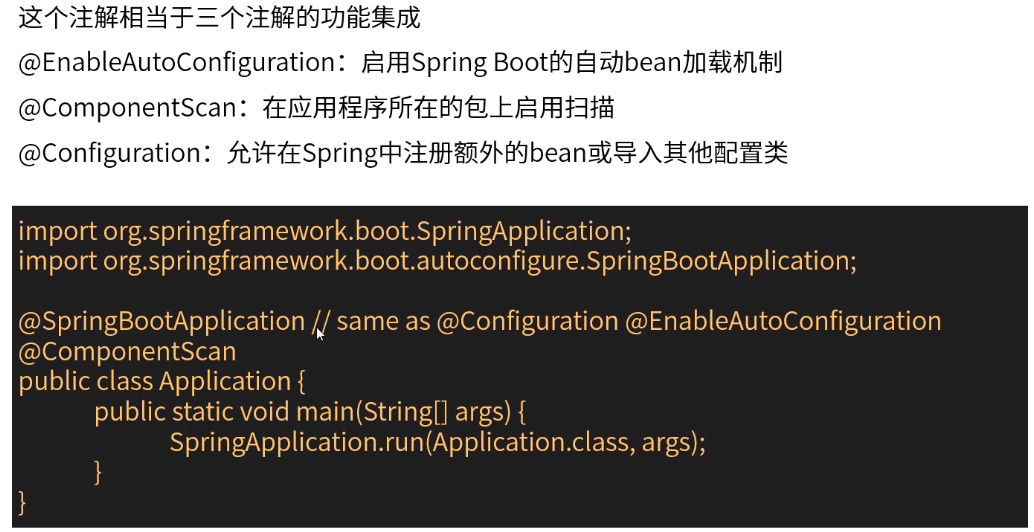 这个注解相当于三个注解的功能集成
@EnableAutoConfiguration：启用Spring Boot的自动bean加载机制
@ComponentScan：在应用程序所在的包上启用扫描
@Configuration：允许在Spring中注册额外的bean或导入其他配置类
import org.springframework.boot.SpringApplication;
import org.springframework.boot.autoconfigure.SpringBootApplication;
@SpringBootApplication // same as @Configuration @EnableAutoConfiguration
@ComponentScan
public class Application {
public static void main(String[] args) {
SpringApplication.run(Application.class, args);
}
}